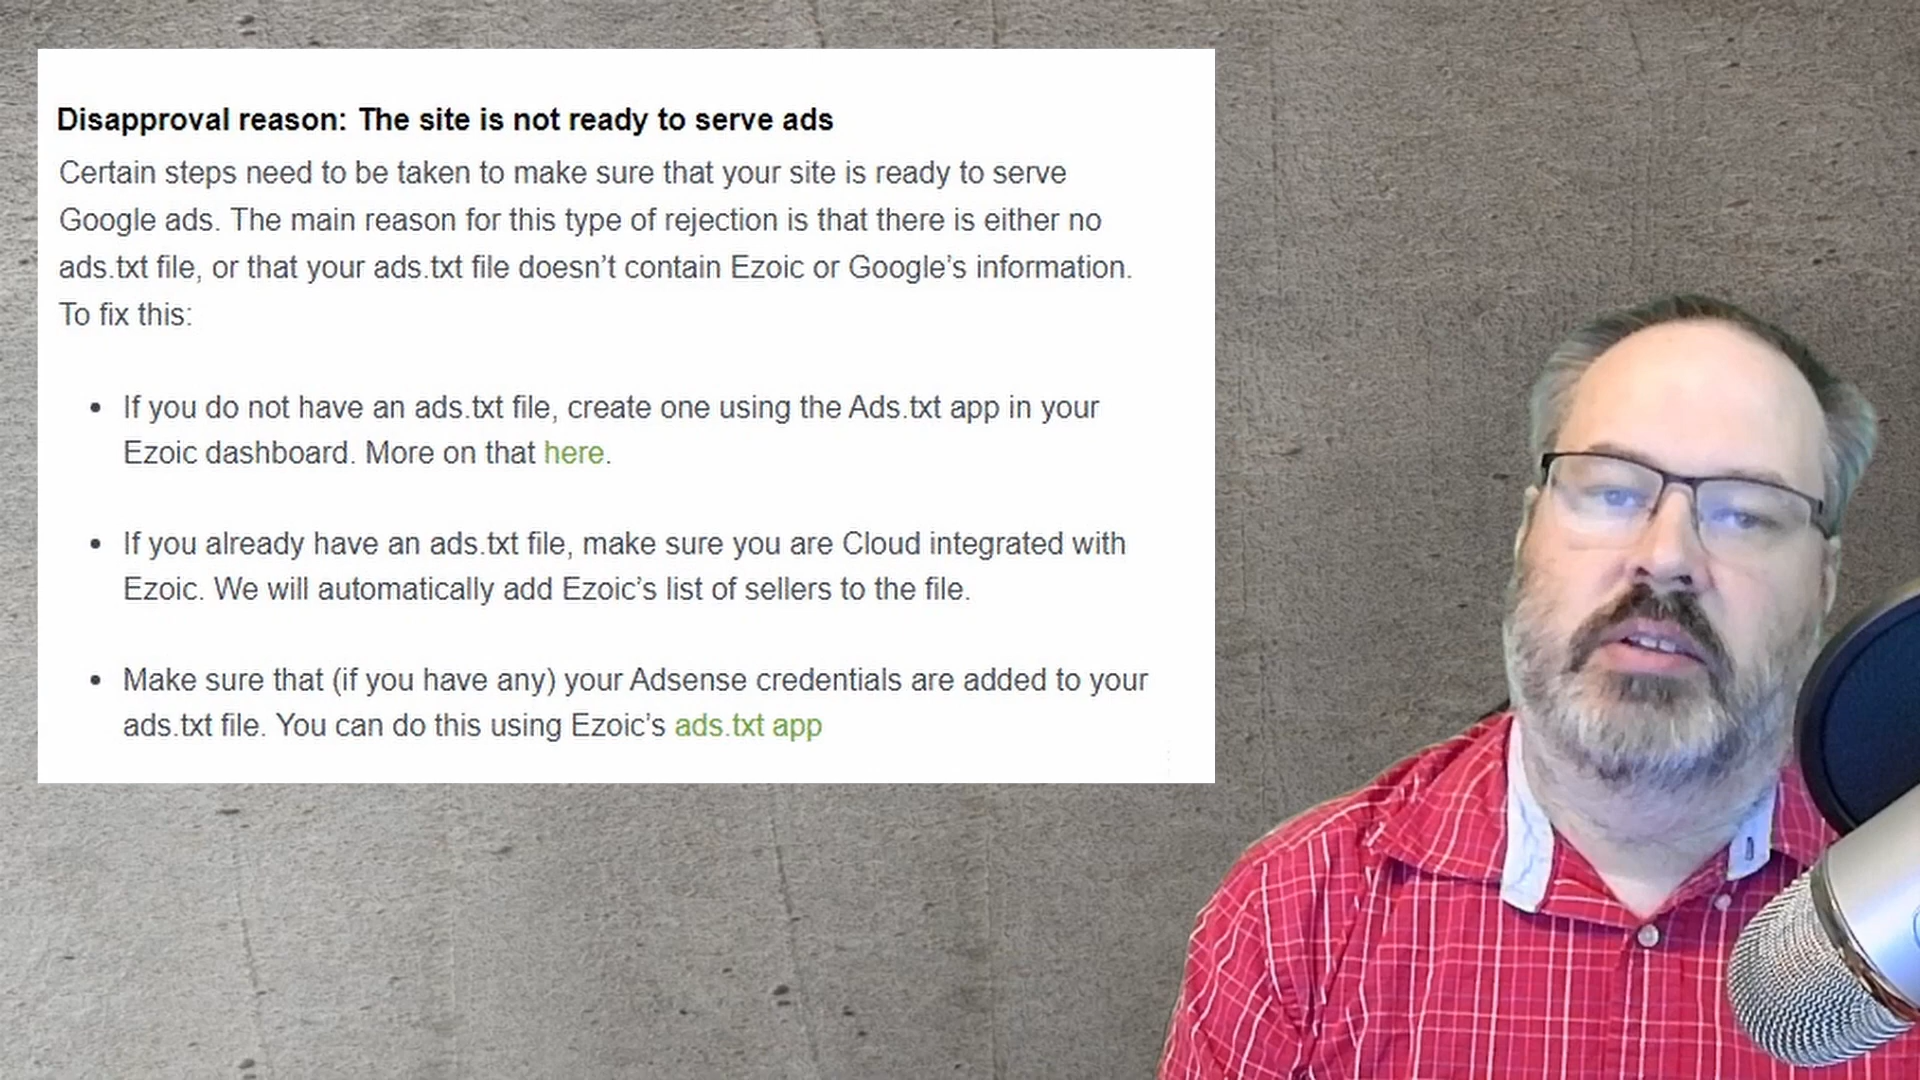 Disapproval reason: The site is not ready to serve ads
Certain steps need to be taken to make sure that your site is ready to serve
Google ads. The main reason for this type of rejection is that there is either no
ads.txt file, or that your ads.txt file doesn’t contain Ezoic or Google’s information.
To fix this:
• If you do not have an ads.txt file, create one using the Ads.txt app in your
Ezoic dashboard. More on that here.
• If you already have an ads.txt file, make sure you are Cloud integrated with
Ezoic. We will automatically add Ezoic’s list of sellers to the file.
• Make sure that (if you have any) your Adsense credentials are added to your
ads.txt file. You can do this using Ezoic’s ads.txt app